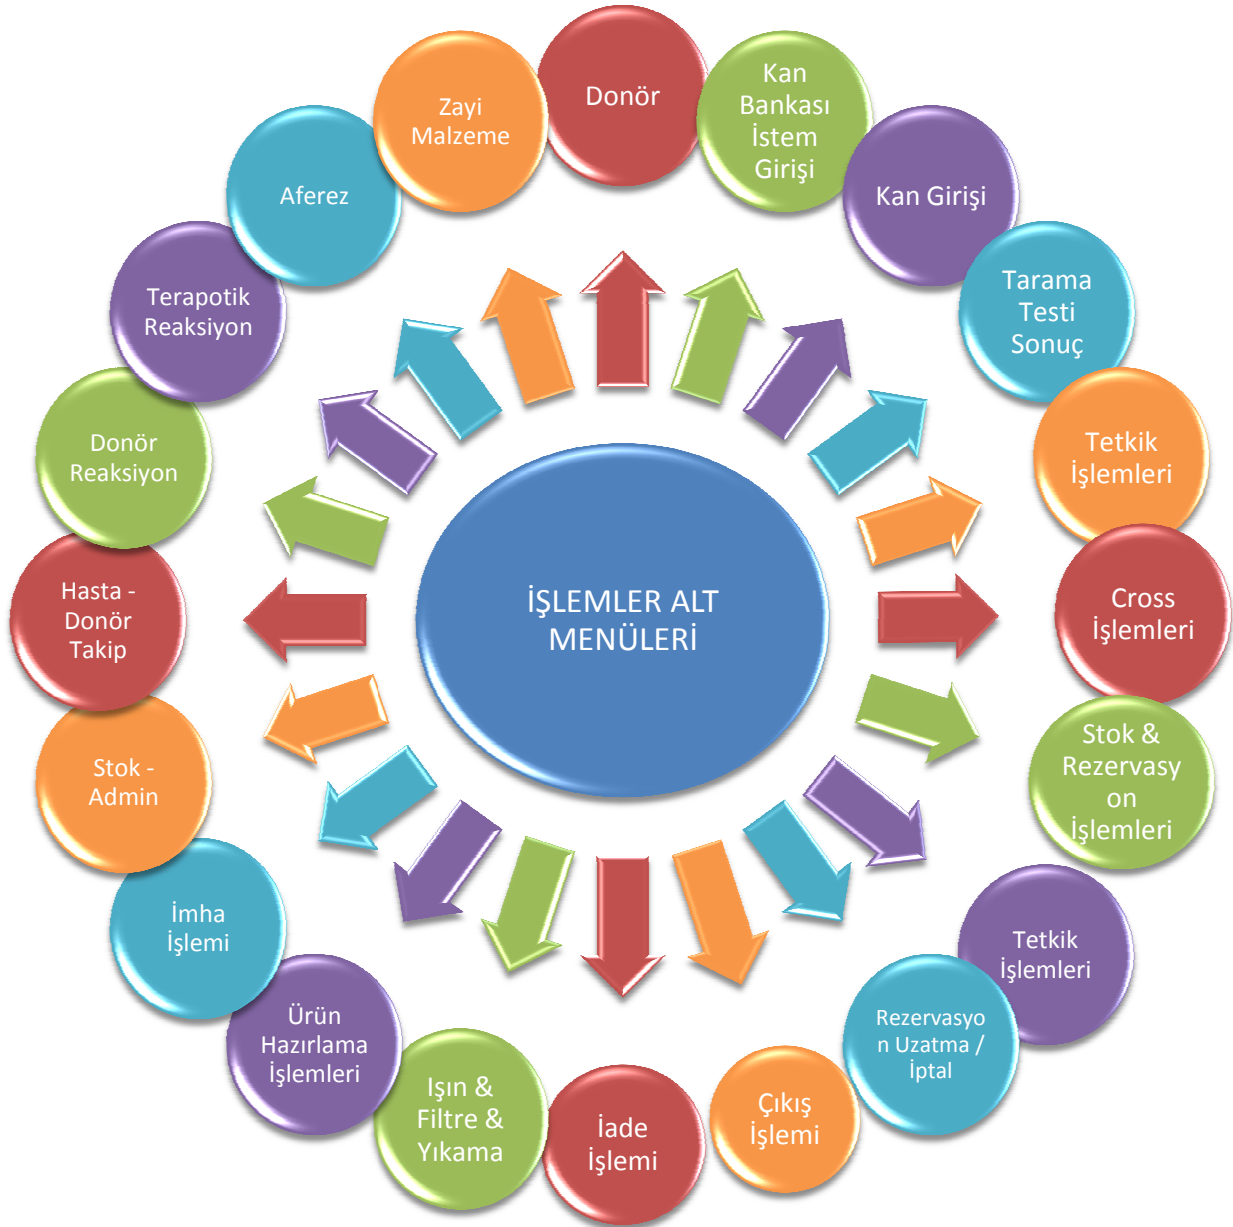 Donör
Kan
Bankası
İstem
Girişi
Kan Girişi
Tarama
Testi
Sonuç
Tetkik
İşlemleri
Cross
İşlemleri
Stok &
Rezervasy
on
İşlemleri
Tetkik
İşlemleri
Rezervasyo
n Uzatma /
İptal
Çıkış
İşlemi
İade
İşlemi
Işın &
Filtre &
Yıkama
Ürün
Hazırlama
İşlemleri
İmha
İşlemi
Stok -
Admin
Hasta -
Donör
Takip
Donör
Reaksiyon
Terapotik
Reaksiyon
Aferez
Zayi
Malzeme
İŞLEMLER ALT
MENÜLERİ